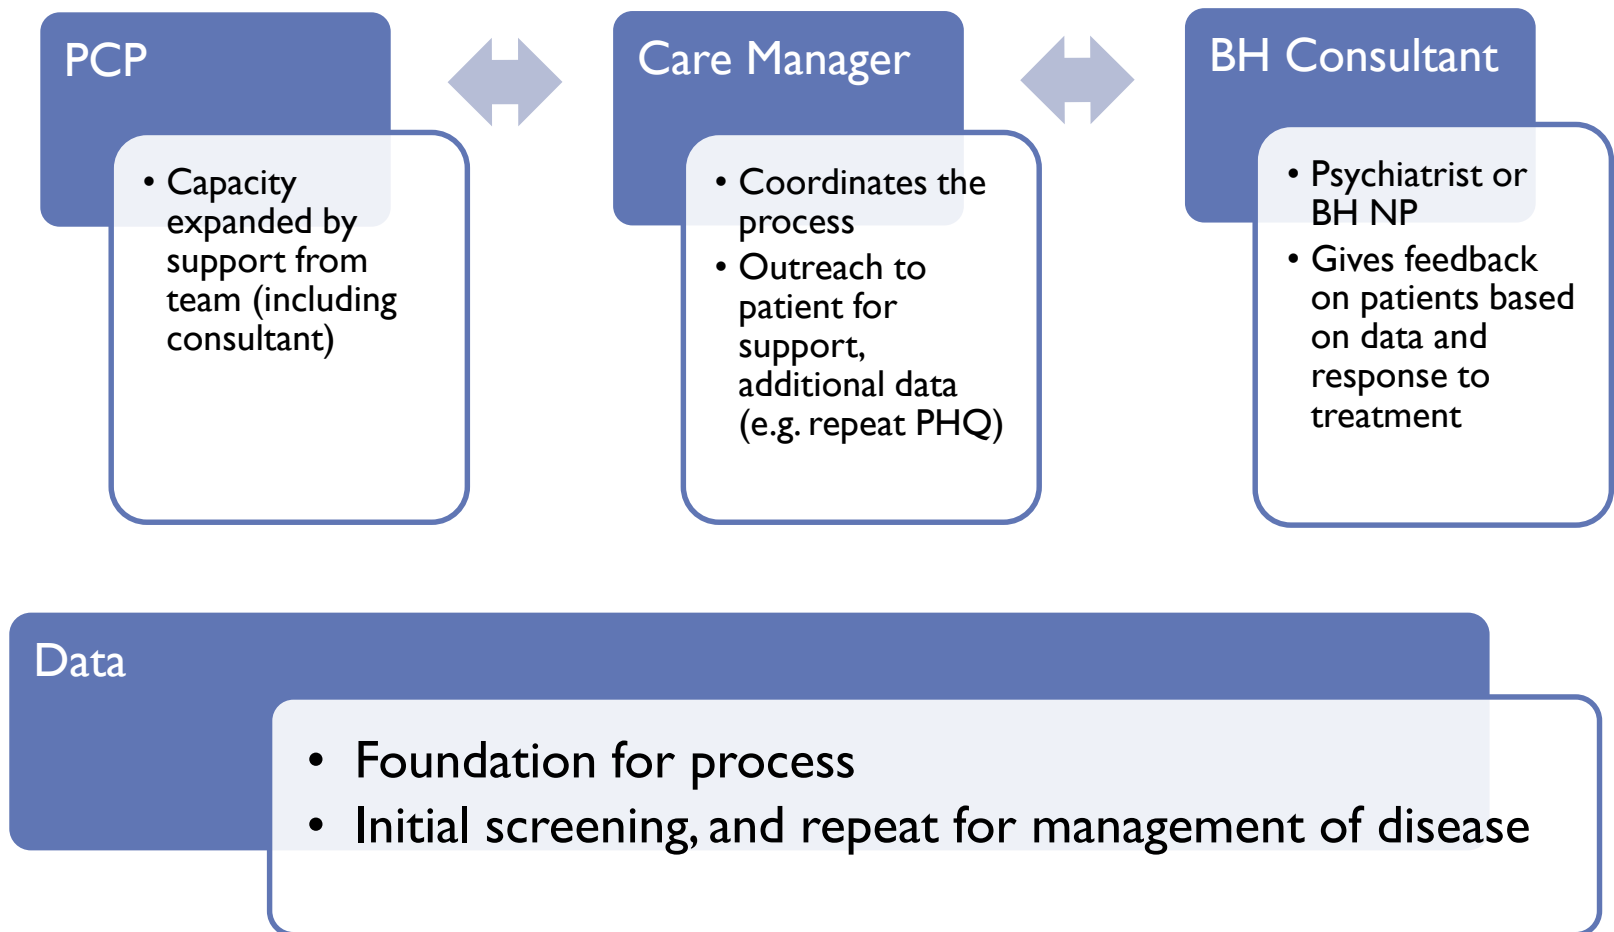 PCP
• Capacity
expanded by
support from
team (including
consultant)
Care Manager
• Coordinates the
process
• Outreach to
patient for
support,
additional data
(e.g. repeat PHQ)
BH Consultant
• Psychiatrist or
BH NP
• Gives feedback
on patients based
on data and
response to
treatment
Data
• Foundation for process
• Initial screening, and repeat for management of disease